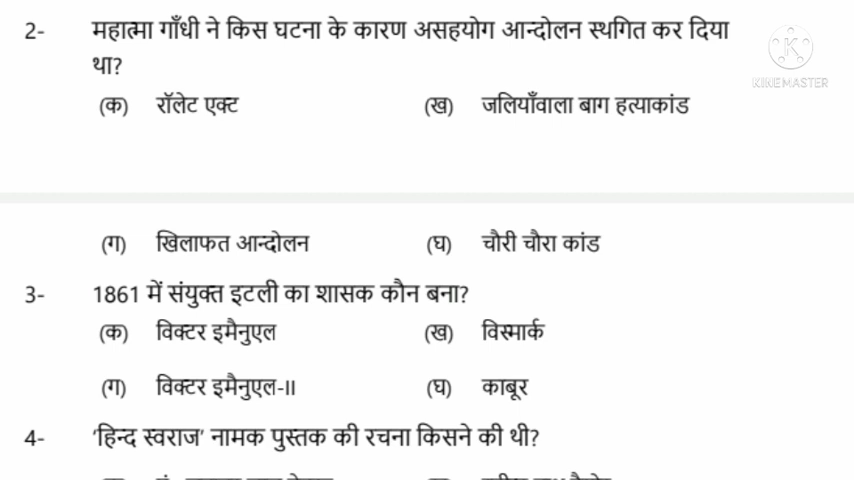 2- महात्मा गाँधी ने किस घटना के कारण असहयोग आन्दोलन स्थगित कर दिया
था?
KINEMASTER
(क) रॉलेट एक्ट (ख) जलियाँवाला बाग हत्याकांड
(ग) खिलाफत आन्दोलन (घ) चौरी चौरा कांड
3- 1861 में संयुक्त इटली का शासक कौन बना?
(क) विक्टर इमैनुएल (ख) विस्मार्क
(ग) विक्टर इमैनुएल-II (घ) काबूर
4- 'हिन्द स्वराज' नामक पुस्तक की रचना किसने की थी?